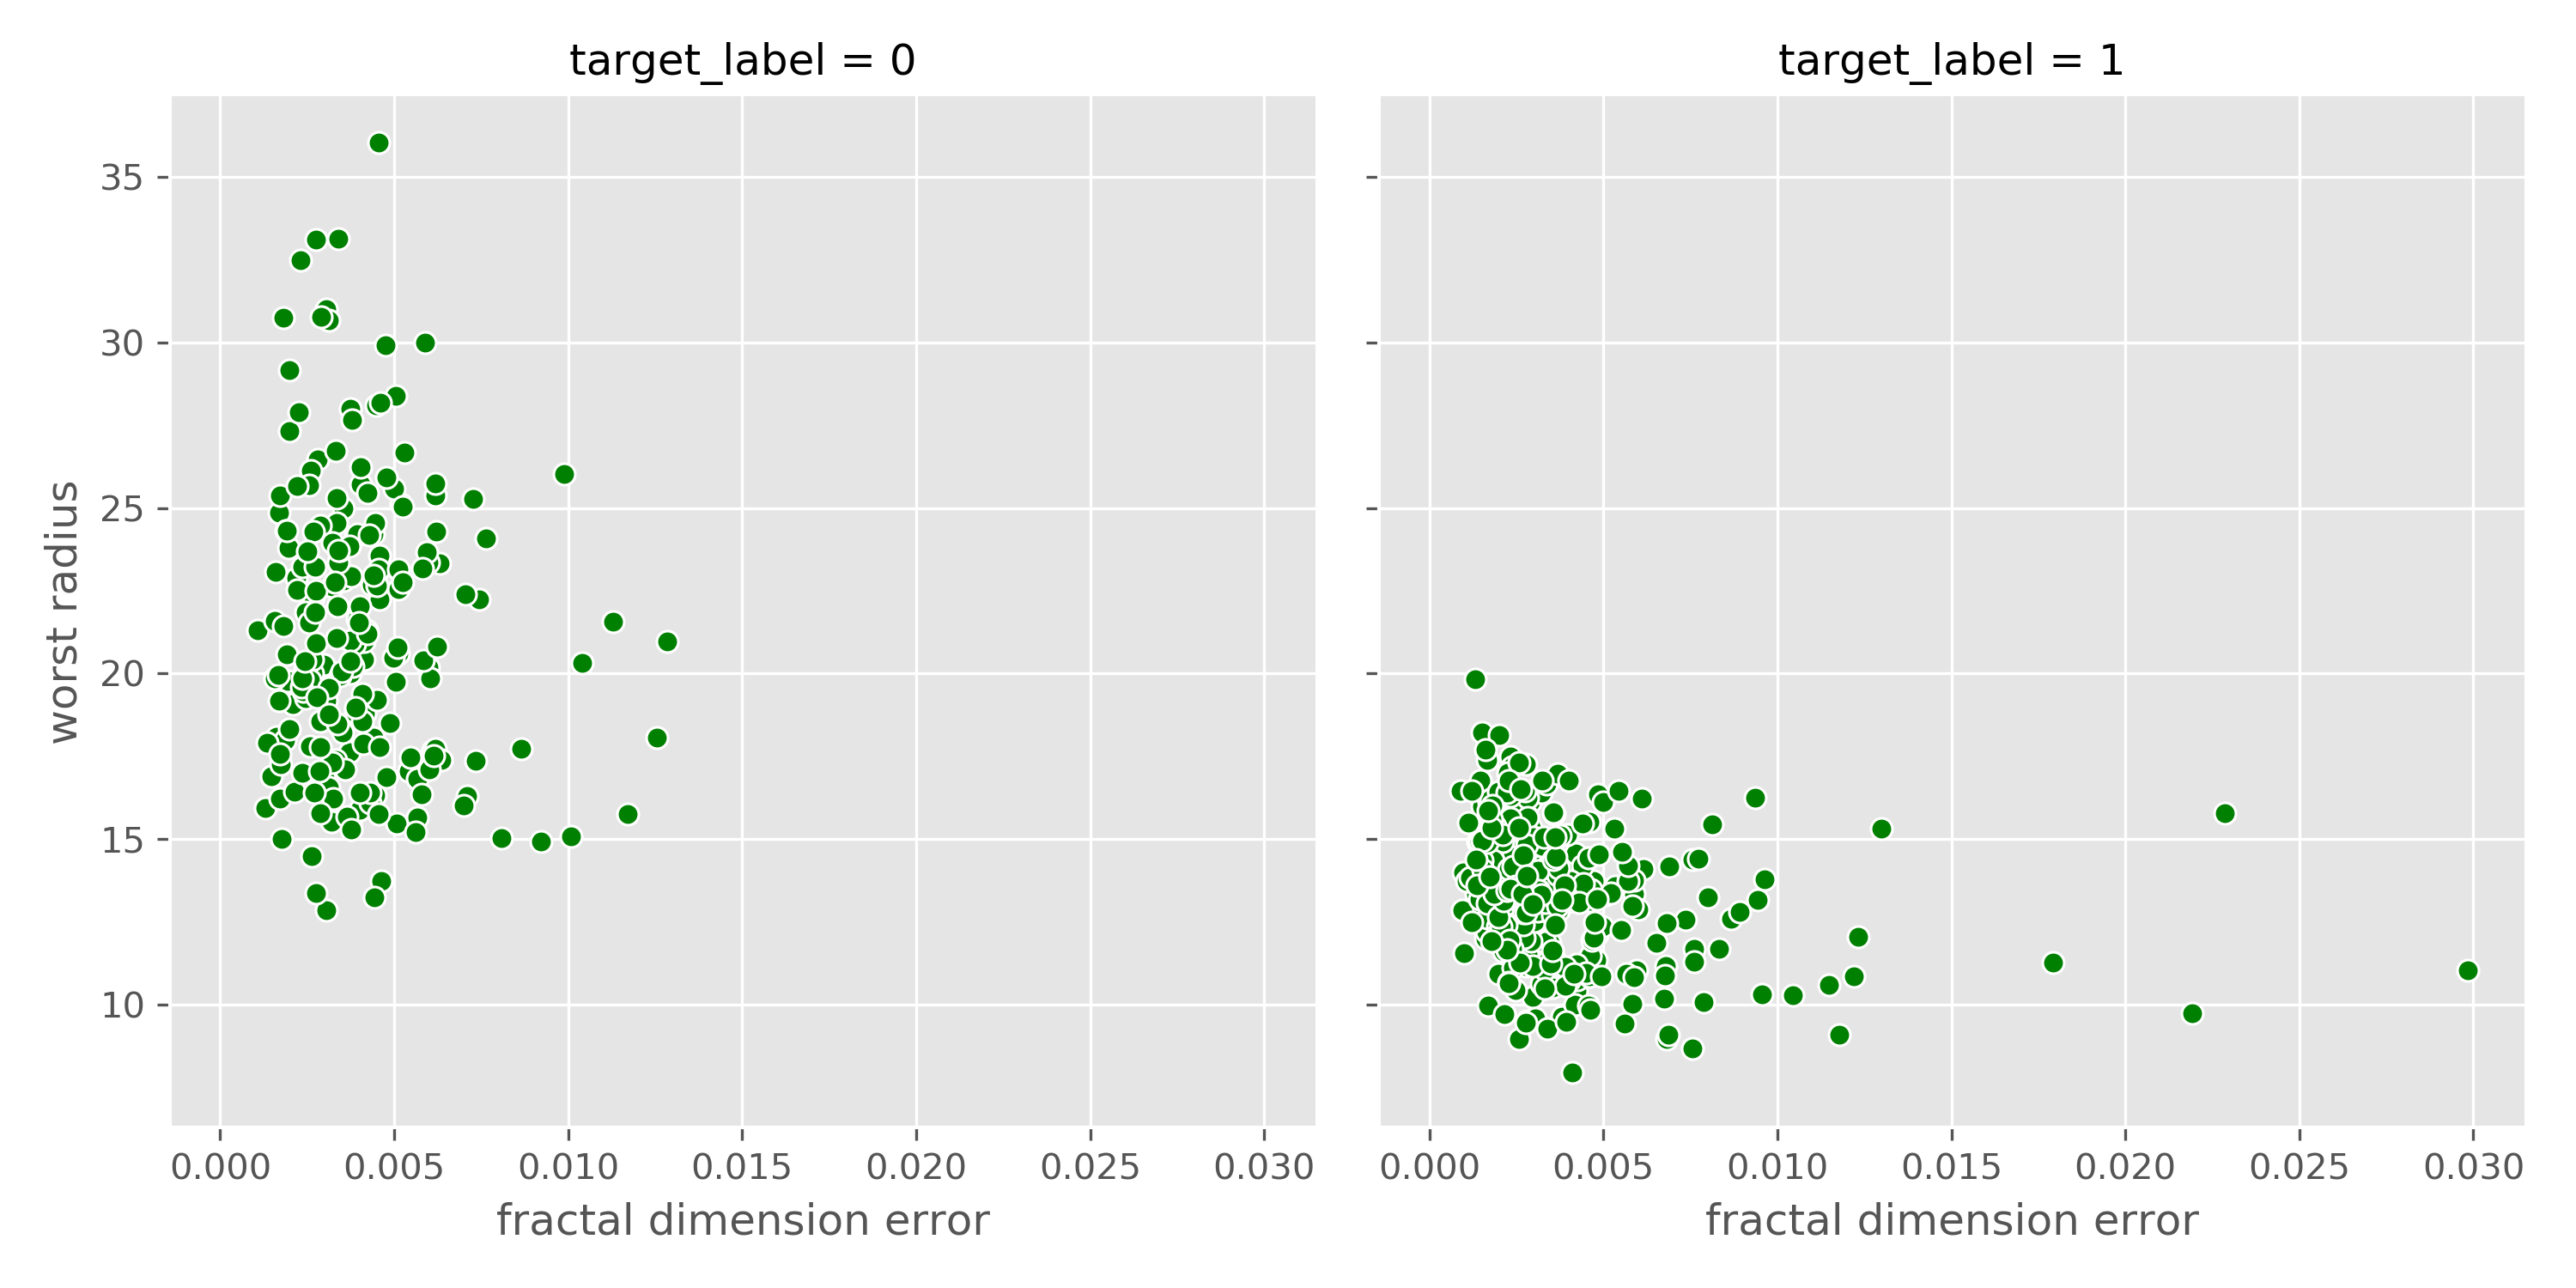 target_label = 0
target_label = 1
worst radius
35
30
25
20
15
10
0.000 0.005 0.010 0.015 0.020 0.025 0.030
0.000 0.005 0.010 0.015 0.020 0.025 0.030
fractal dimension error
fractal dimension error